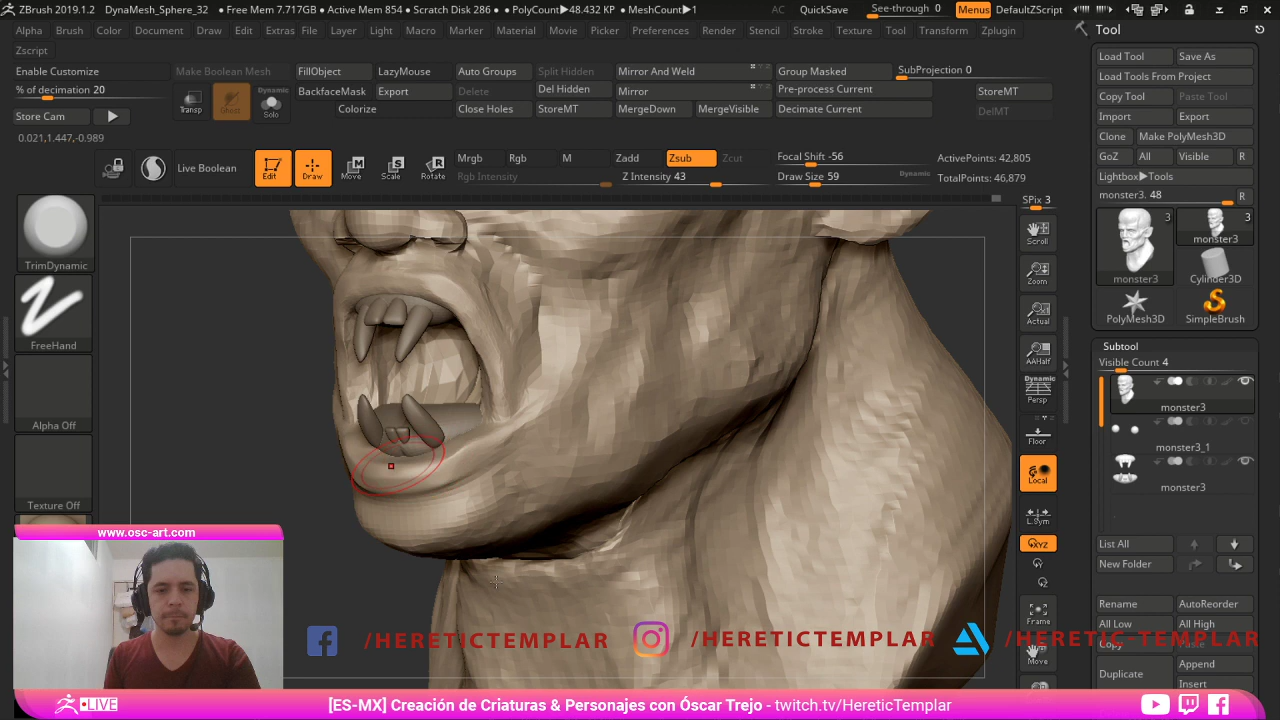 ZBrush 2019.1.2 DynaMesh_Sphere_32 • Free Mem 7.717GB • Active Mem 854 • Scratch Disk 286 • • PolyCount▶48.432 KP • MeshCount▶1 AC QuickSave See-through 0 Menus DefaultZScript
Alpha Brush Color Document Draw Edit Extras File Layer Light Macro Marker Material Movie Picker Preferences Render Stencil Stroke Texture Tool Transform Zplugin
Zscript
Enable Customize
% of decimation 20
Store Cam
0.021,1.447,-0.989
Transp
Ghost
Dynamic
Solo
Make Boolean Mesh FillObject LazyMouse Auto Groups Split Hidden Mirror And Weld Group Masked SubProjection 0
BackfaceMask Export Delete Del Hidden Mirror Pre-process Current StoreMT
Colorize Close Holes StoreMT MergeDown MergeVisible Decimate Current DelMT
Live Boolean Edit Draw Move Scale Rotate
Mrgb Rgb M Zadd Zsub Zcut Focal Shift -56 ActivePoints: 42,805
Rgb Intensity Z Intensity 43 Draw Size 59 Dynamic TotalPoints: 46,879
TrimDynamic
FreeHand
Alpha Off
Texture Off
SPix 3
Scroll
Zoom
Actual
AAHalf
Dynamic
Persp
Floor
Local
L.Sym
XYZ
Frame
Move
Tool
Load Tool Save As
Load Tools From Project
Copy Tool Paste Tool
Import Export
Clone Make PolyMesh3D
GoZ All Visible R
Lightbox▶Tools
monster3. 48 R
3 3
monster3
monster3 Cylinder3D
PolyMesh3D SimpleBrush
Subtool
Visible Count 4
monster3
monster3_1
monster3
List All
New Folder
Rename AutoReorder
All Low All High
Copy Paste
Duplicate Append
Insert
www.osc-art.com
/HERETICTEMPLAR /HERETICTEMPLAR /HERETIC-TEMPLAR
LIVE [ES-MX] Creación de Criaturas & Personajes con Óscar Trejo - twitch.tv/HereticTemplar